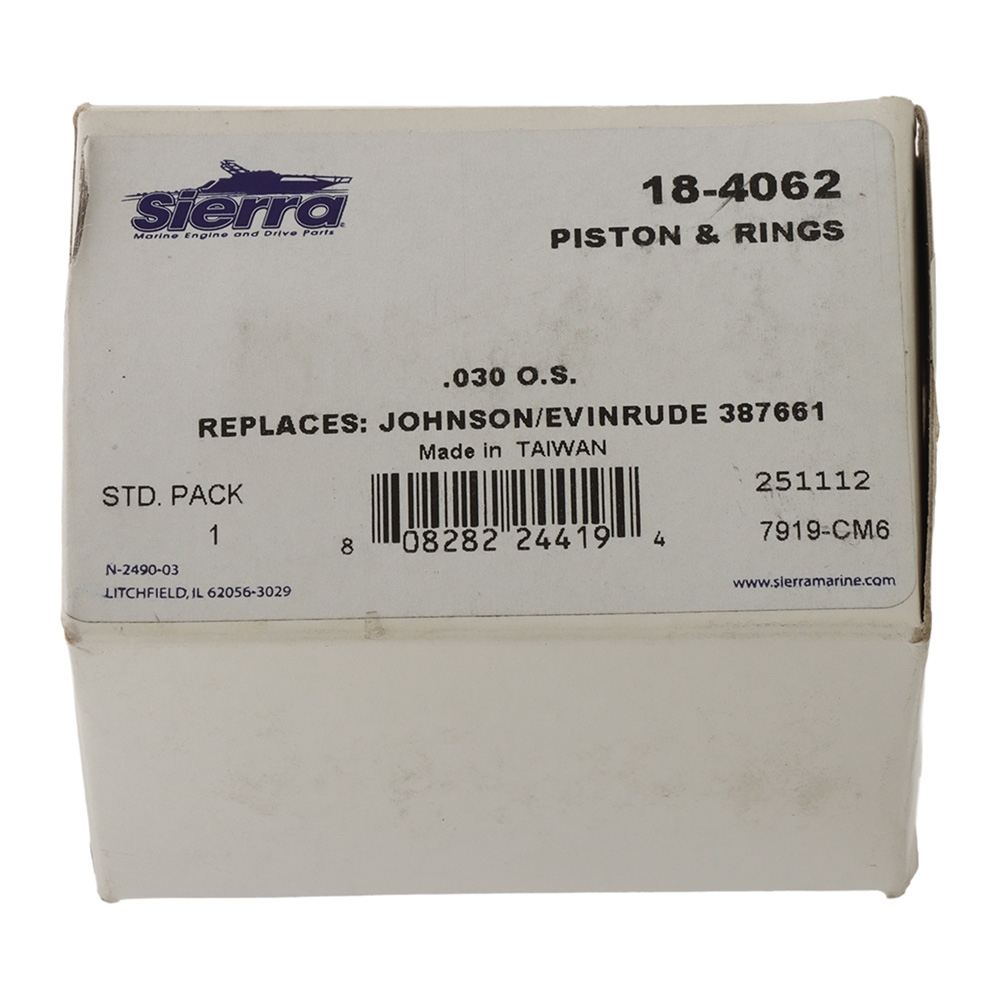 Sierra
Marine Engine and Drive Parts
18-4062
PISTON & RINGS
.030 O.S.
REPLACES: JOHNSON/EVINRUDE 387661
Made in TAIWAN
STD. PACK
1
8 08282 24419 4
251112
7919-CM6
N-2490-03
LITCHFIELD, IL 62056-3029
www.sierramarine.com